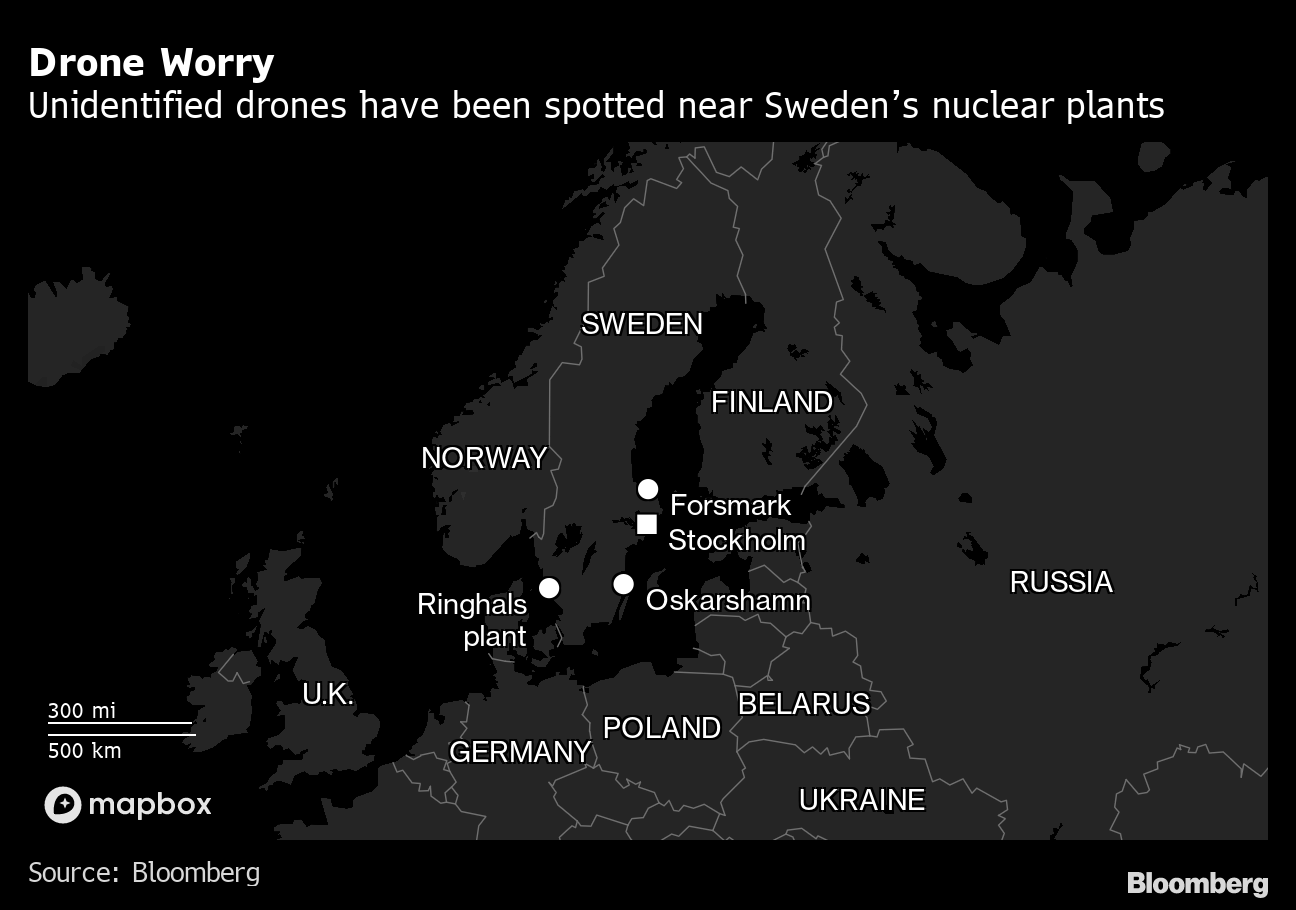 Drone Worry
Unidentified drones have been spotted near Sweden’s nuclear plants
SWEDEN
FINLAND
NORWAY
Forsmark
Stockholm
RUSSIA
Oskarshamn
Ringhals
plant
U.K.
BELARUS
300 mi
POLAND
500 km
GERMANY
UKRAINE
mapbox
Source: Bloomberg
Bloomberg